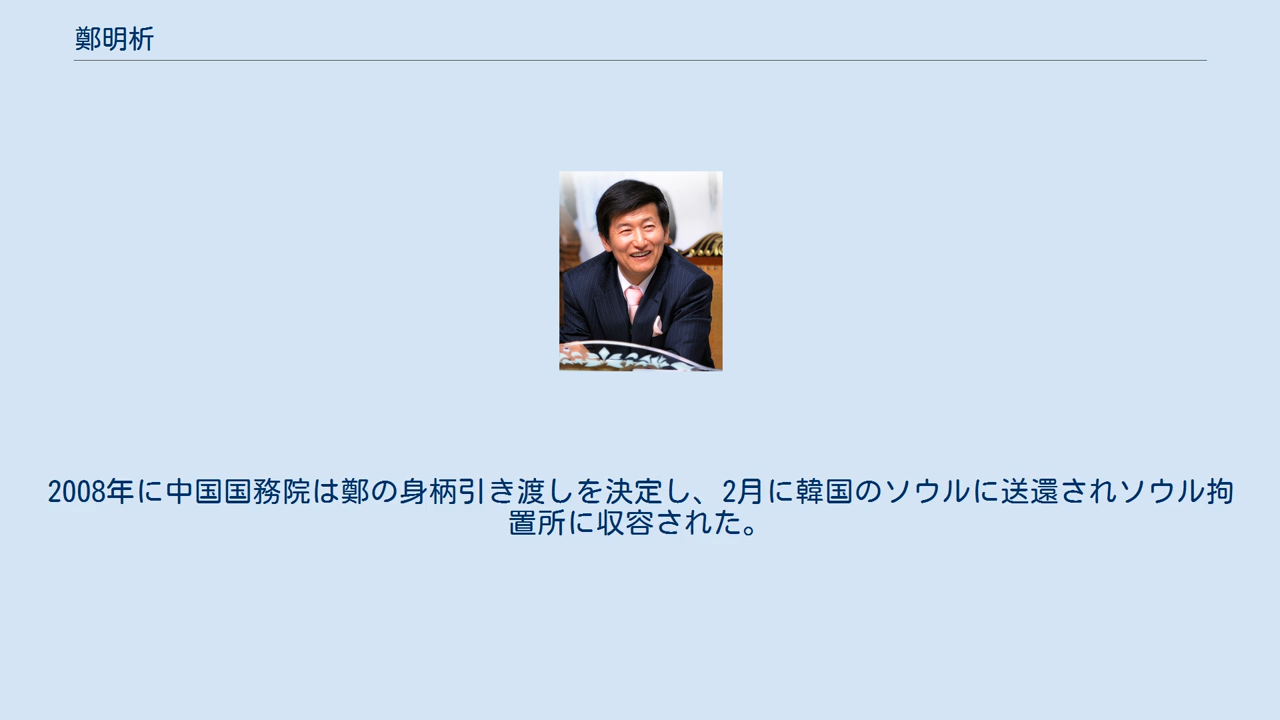 鄭明析
2008年に中国国務院は鄭の身柄引き渡しを決定し、2月に韓国のソウルに送還されソウル拘
置所に収容された。